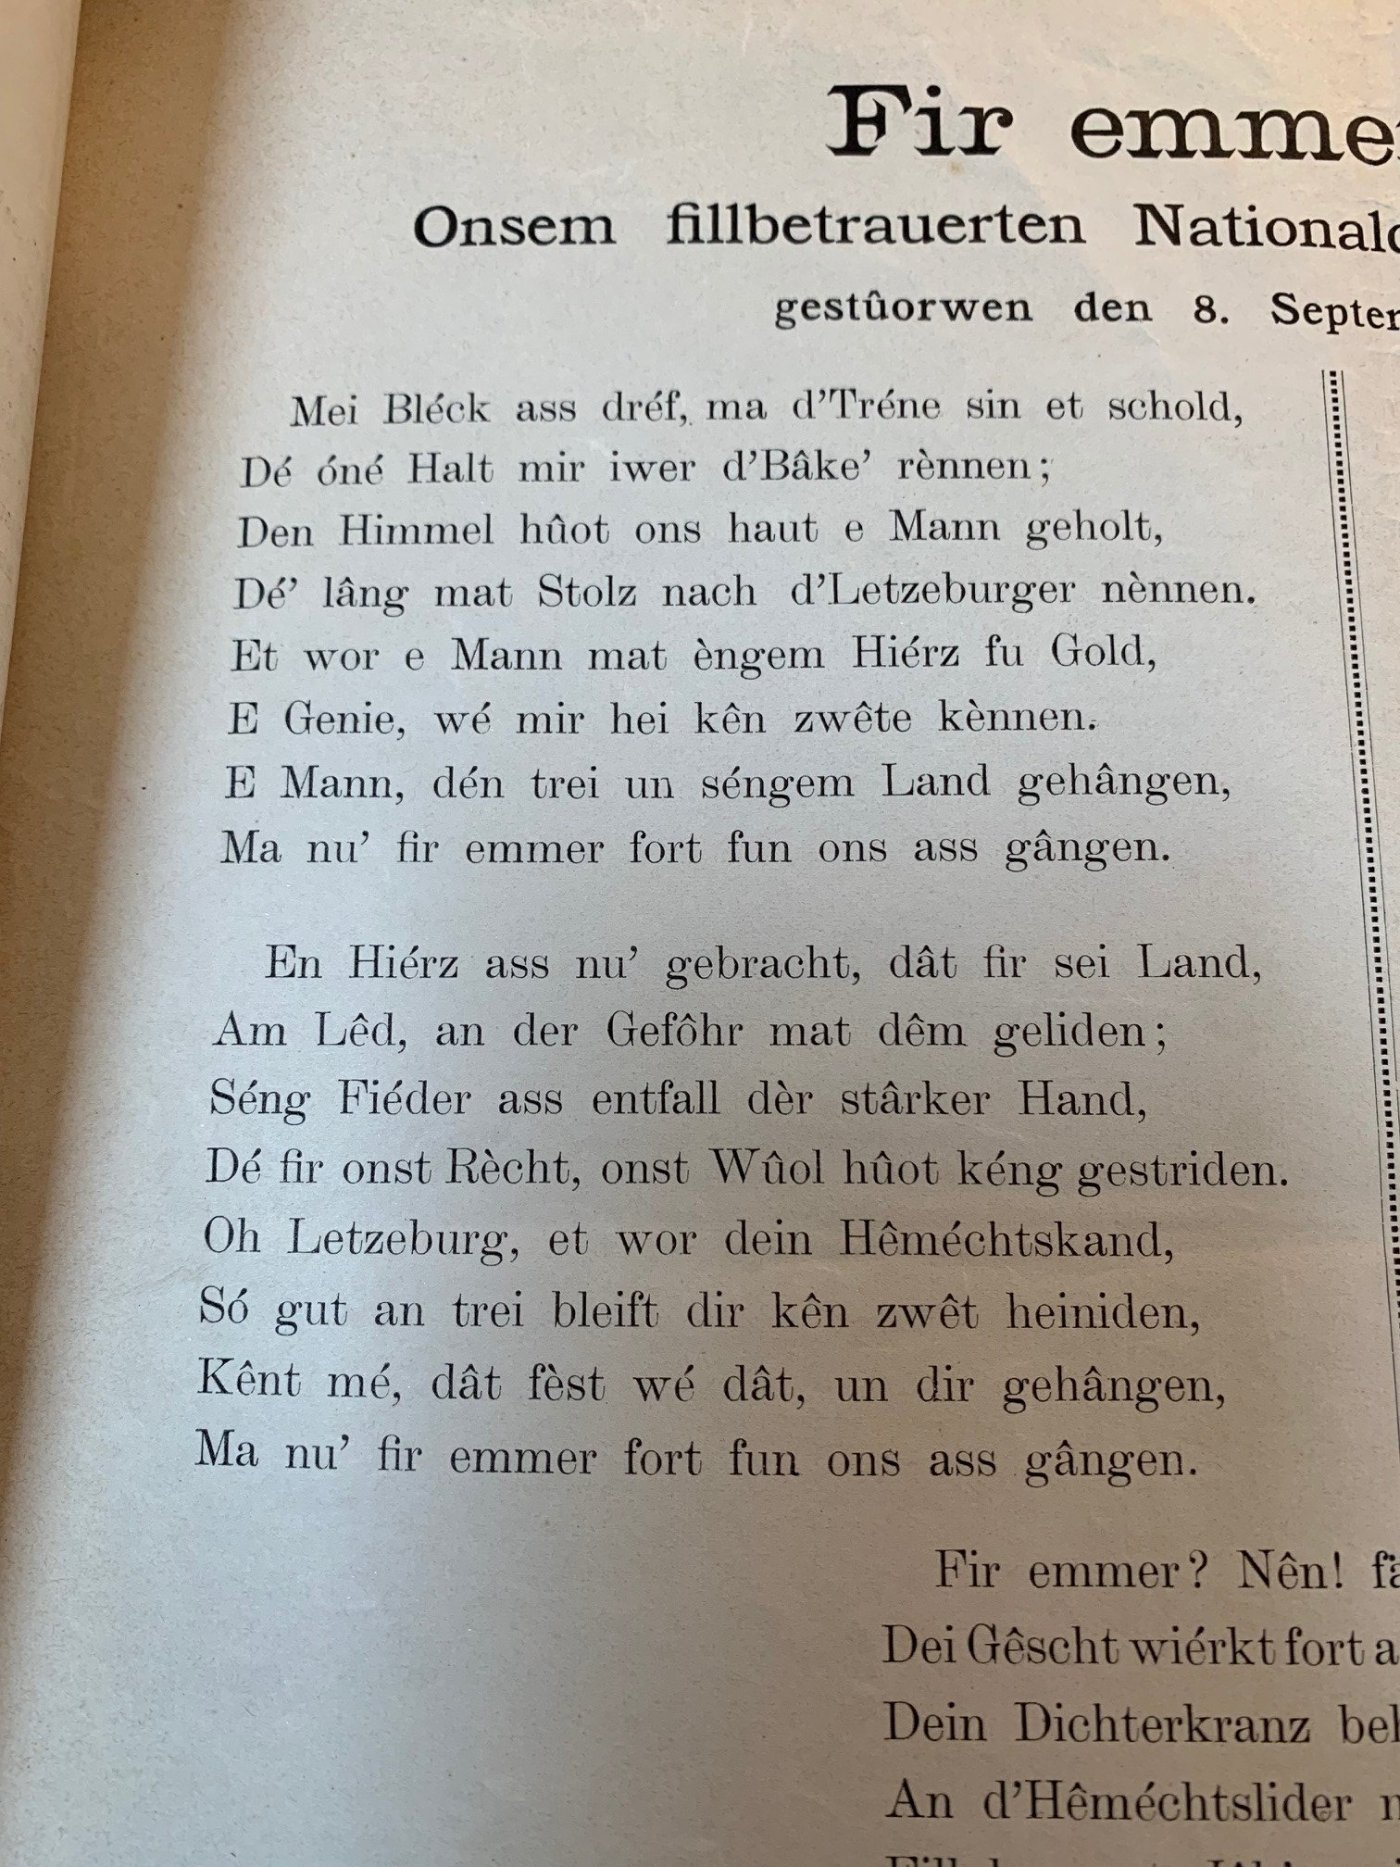 Fir emmer
Onsem fillbetrauerten
gestûorwen den 8.
Mei Bléck ass dréf, ma d'Tréne sin et schold,
Dé óné Halt mir iwer d'Bâke' rènnen;
Den Himmel hûot ons haut e Mann geholt,
Dé' lâng mat Stolz nach d'Letzeburger nènnen.
Et wor e Mann mat èngem Hiérz fu Gold,
E Genie, wé mir hei kên zwête kènnen.
E Mann, dén trei un séngem Land gehângen,
Ma nu' fir emmer fort fun ons ass gângen.
En Hiérz ass nu' gebracht, dât fir sei Land,
Am Lêd, an der Gefôhr mat dêm geliden;
Séng Fiéder ass entfall dèr stârker Hand,
Dé fir onst Rècht, onst Wûol hûot kéng gestriden.
Oh Letzeburg, et wor dein Hêméchtskand,
Só gut an trei bleift dir kên zwêt heiniden,
Kênt mé, dât fèst wé dât, un dir gehângen,
Ma nu' fir emmer fort fun ons ass gângen.
Fir emmer? Nên!
Dei Gêscht wiérkt fort
Dein Dichterkranz
An d'Hêméchtslider